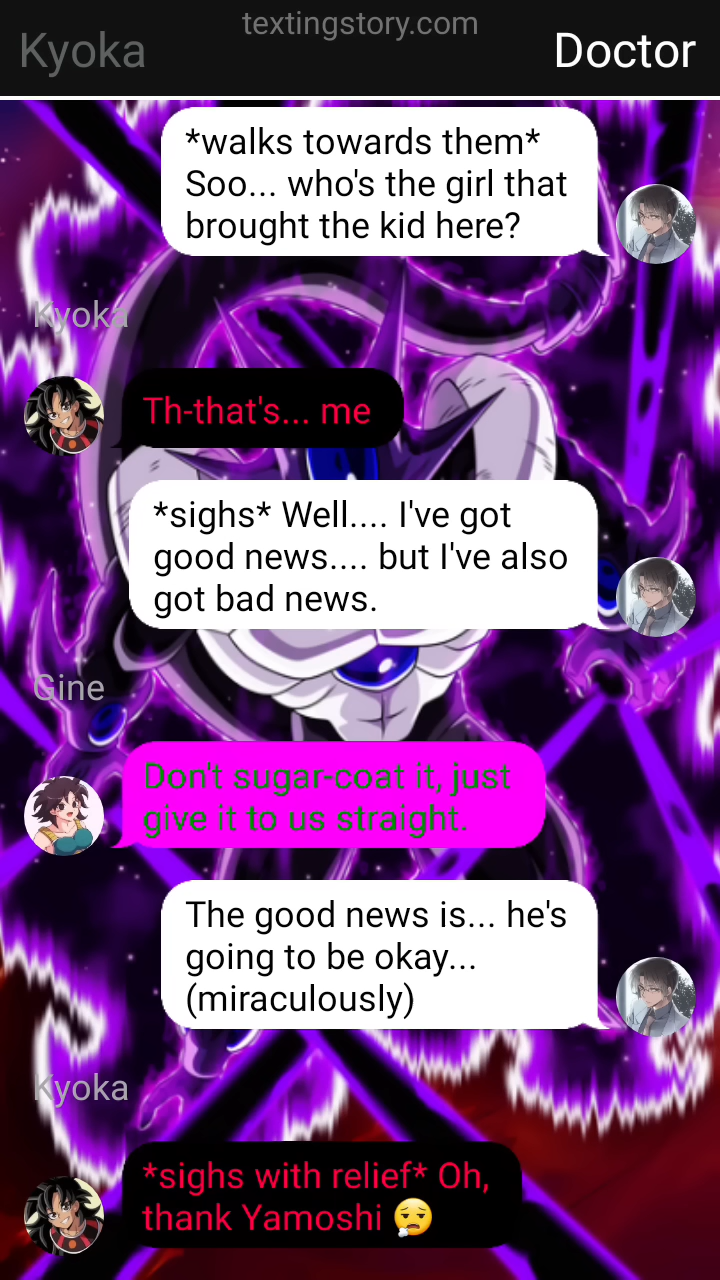 textingstory.com
Kyoka
Doctor
*walks towards them*
Soo... who's the girl that
brought the kid here?
Kyoka
Th-that's... me
*sighs* Well.... I've got
good news.... but I've also
got bad news.
Gine
Don't sugar-coat it, just
give it to us straight.
The good news is... he's
going to be okay...
(miraculously)
Kyoka
*sighs with relief* Oh,
thank Yamoshi 😮‍💨